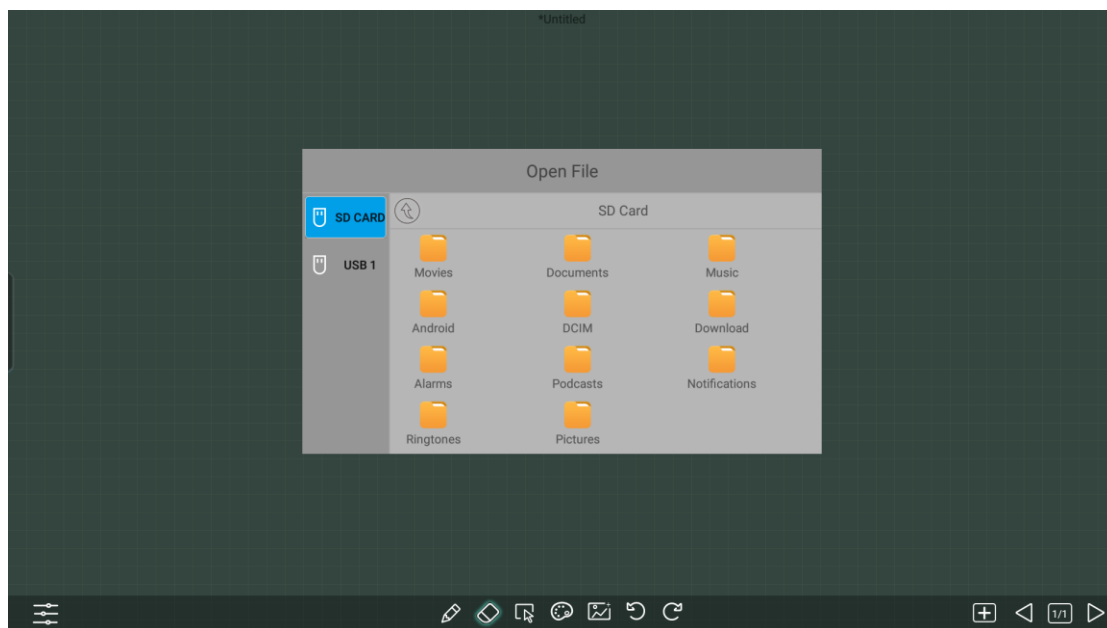 *Untitled
Open File
SD CARD
SD Card
USB 1
Movies
Documents
Music
Android
DCIM
Download
Alarms
Podcasts
Notifications
Ringtones
Pictures
1/1